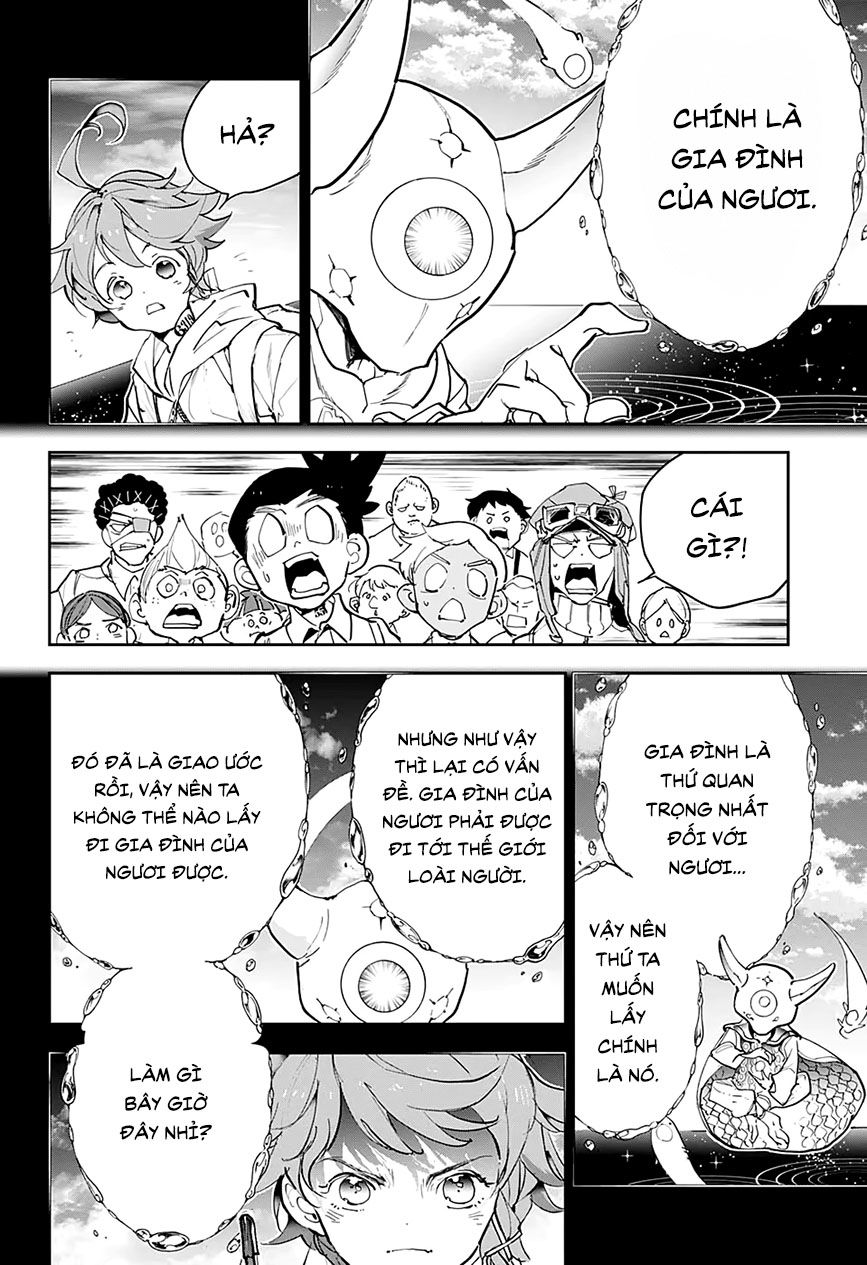 CHÍNH LÀ
GIA ĐÌNH
CỦA NGƯƠI.
HẢ?
CÁI
GÌ?!
GIA ĐÌNH LÀ
THỨ QUAN
TRỌNG NHẤT
ĐỐI VỚI
NGƯƠI...
VẬY NÊN
THỨ TA
MUỐN
LẤY
CHÍNH
LÀ NÓ.
NHƯNG NHƯ VẬY
THÌ LẠI CÓ VẤN
ĐỀ. GIA ĐÌNH CỦA
NGƯƠI PHẢI ĐƯỢC
ĐI TỚI THẾ GIỚI
LOÀI NGƯỜI.
ĐÓ ĐÃ LÀ GIAO ƯỚC
RỒI, VẬY NÊN TA
KHÔNG THỂ NÀO LẤY
ĐI GIA ĐÌNH CỦA
NGƯƠI ĐƯỢC.
LÀM GÌ
BÂY GIỜ
ĐÂY NHỈ?